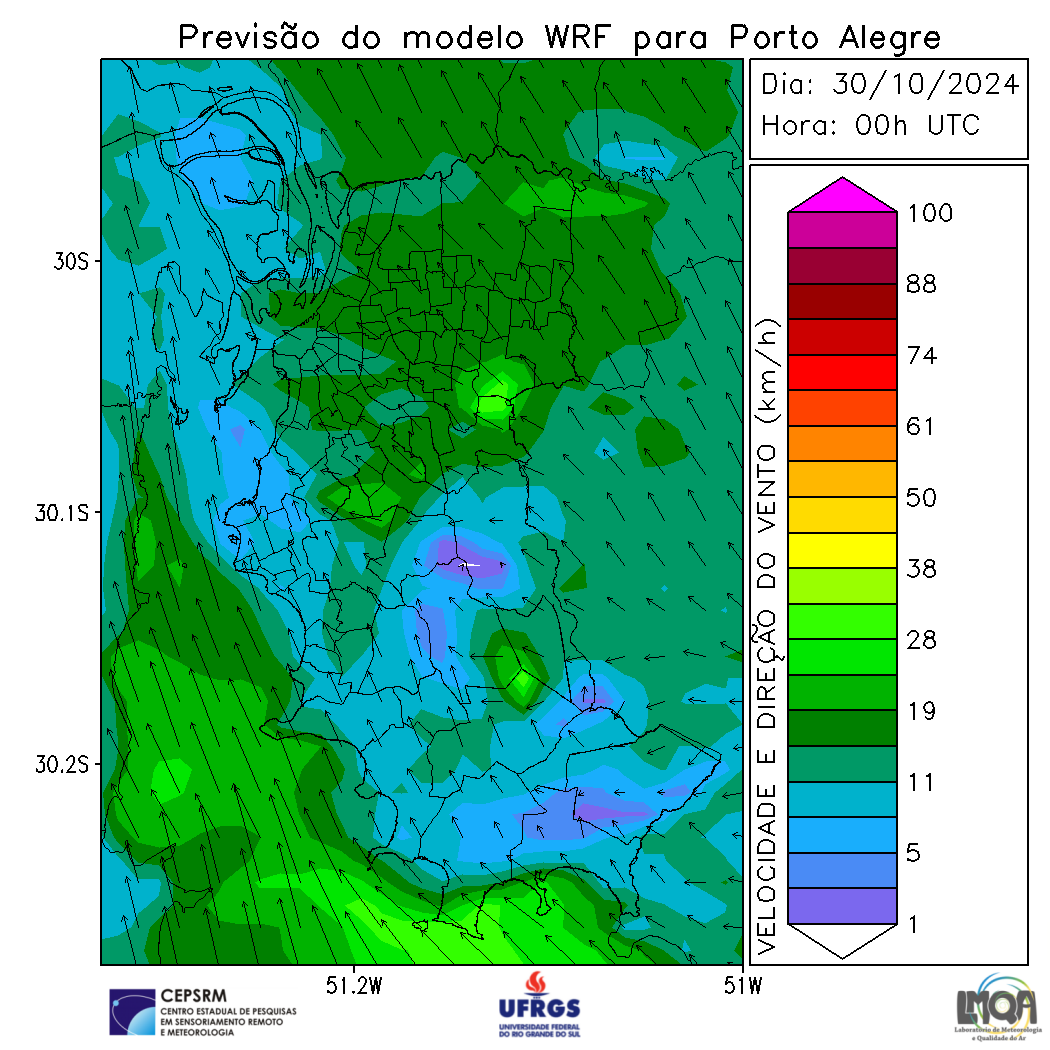 Previsão do modelo WRF para Porto Alegre
Dia: 30/10/2024
Hora: 00h UTC
30S
30.1S
30.2S
51.2W
51W
VELOCIDADE E DIREÇÃO DO VENTO (km/h)
100
88
74
61
50
38
28
19
11
5
1
CEPSRM
CENTRO ESTADUAL DE PESQUISAS
EM SENSORIAMENTO REMOTO
E METEOROLOGIA
UFRGS
UNIVERSIDADE FEDERAL
DO RIO GRANDE DO SUL
LMQA
Laboratório de Meteorologia
e Qualidade do Ar